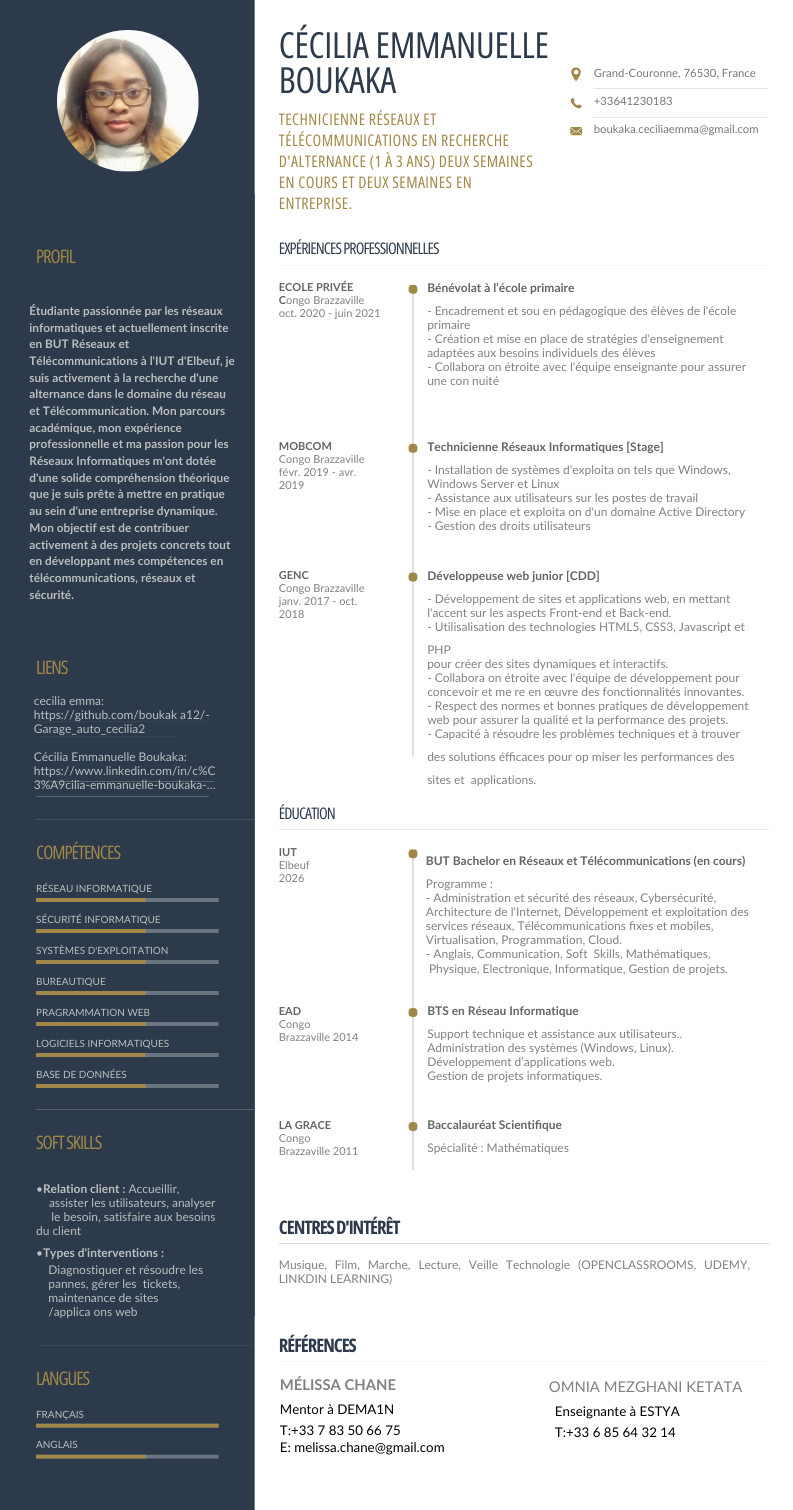 CÉCILIA EMMANUELLE
BOUKAKA
TECHNICIENNE RÉSEAUX ET
TÉLÉCOMMUNICATIONS EN RECHERCHE
D'ALTERNANCE (1 À 3 ANS) DEUX SEMAINES
EN COURS ET DEUX SEMAINES EN
ENTREPRISE.
Grand-Couronne, 76530, France
+33641230183
boukaka.ceciliaemma@gmail.com
PROFIL
Étudiante passionnée par les réseaux
informatiques et actuellement inscrite
en BUT Réseaux et
Télécommunications à l'IUT d'Elbeuf, je
suis activement à la recherche d'une
alternance dans le domaine du réseau
et Télécommunication. Mon parcours
académique, mon expérience
professionnelle et ma passion pour les
Réseaux Informatiques m'ont dotée
d'une solide compréhension théorique
que je suis prête à mettre en pratique
au sein d'une entreprise dynamique.
Mon objectif est de contribuer
activement à des projets concrets tout
en développant mes compétences en
télécommunications, réseaux et
sécurité.
LIENS
cecilia emma:
https://github.com/boukak a12/-
Garage_auto_cecilia2
Cécilia Emmanuelle Boukaka:
https://www.linkedin.com/in/c%C
3%A9cilia-emmanuelle-boukaka-...
COMPÉTENCES
RÉSEAU INFORMATIQUE
SÉCURITÉ INFORMATIQUE
SYSTÈMES D'EXPLOITATION
BUREAUTIQUE
PRAGRAMMATION WEB
LOGICIELS INFORMATIQUES
BASE DE DONNÉES
SOFT SKILLS
•Relation client : Accueillir,
assister les utilisateurs, analyser
le besoin, satisfaire aux besoins
du client
•Types d'interventions :
Diagnostiquer et résoudre les
pannes, gérer les tickets,
maintenance de sites
/applica ons web
LANGUES
FRANÇAIS
ANGLAIS
EXPÉRIENCES PROFESSIONNELLES
ECOLE PRIVÉE
Congo Brazzaville
oct. 2020 - juin 2021
Bénévolat à l'école primaire
- Encadrement et sou en pédagogique des élèves de l'école
primaire
- Création et mise en place de stratégies d'enseignement
adaptées aux besoins individuels des élèves
- Collabora on étroite avec l'équipe enseignante pour assurer
une con nuité
MOBCOM
Congo Brazzaville
févr. 2019 - avr.
2019
Technicienne Réseaux Informatiques [Stage]
- Installation de systèmes d'exploita on tels que Windows,
Windows Server et Linux
- Assistance aux utilisateurs sur les postes de travail
- Mise en place et exploita on d'un domaine Active Directory
- Gestion des droits utilisateurs
GENC
Congo Brazzaville
janv. 2017 - oct.
2018
Développeuse web junior [CDD]
- Développement de sites et applications web, en mettant
l'accent sur les aspects Front-end et Back-end.
- Utilisalisation des technologies HTML5, CSS3, Javascript et
PHP
pour créer des sites dynamiques et interactifs.
- Collabora on étroite avec l'équipe de développement pour
concevoir et me re en œuvre des fonctionnalités innovantes.
- Respect des normes et bonnes pratiques de développement
web pour assurer la qualité et la performance des projets.
- Capacité à résoudre les problèmes techniques et à trouver
des solutions éfficaces pour op miser les performances des
sites et applications.
ÉDUCATION
IUT
Elbeuf
2026
BUT Bachelor en Réseaux et Télécommunications (en cours)
Programme :
- Administration et sécurité des réseaux, Cybersécurité,
Architecture de l'Internet, Développement et exploitation des
services réseaux, Télécommunications fixes et mobiles,
Virtualisation, Programmation, Cloud.
- Anglais, Communication, Soft Skills, Mathématiques,
Physique, Electronique, Informatique, Gestion de projets.
EAD
Congo
Brazzaville 2014
BTS en Réseau Informatique
Support technique et assistance aux utilisateurs..
Administration des systèmes (Windows, Linux).
Développement d'applications web.
Gestion de projets informatiques.
LA GRACE
Congo
Brazzaville 2011
Baccalauréat Scientifique
Spécialité : Mathématiques
CENTRES D'INTÉRÊT
Musique, Film, Marche, Lecture, Veille Technologie (OPENCLASSROOMS, UDEMY,
LINKDIN LEARNING)
RÉFÉRENCES
MÉLISSA CHANE
Mentor à DEMA1N
T:+33 7 83 50 66 75
E: melissa.chane@gmail.com
OMNIA MEZGHANI KETATA
Enseignante à ESTYA
T:+33 6 85 64 32 14